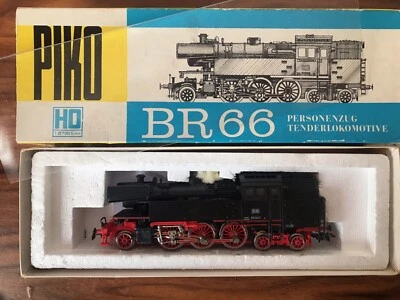 PIKO
HO
BR 66
PERSONENZUG
TENDERLOKOMOTIVE